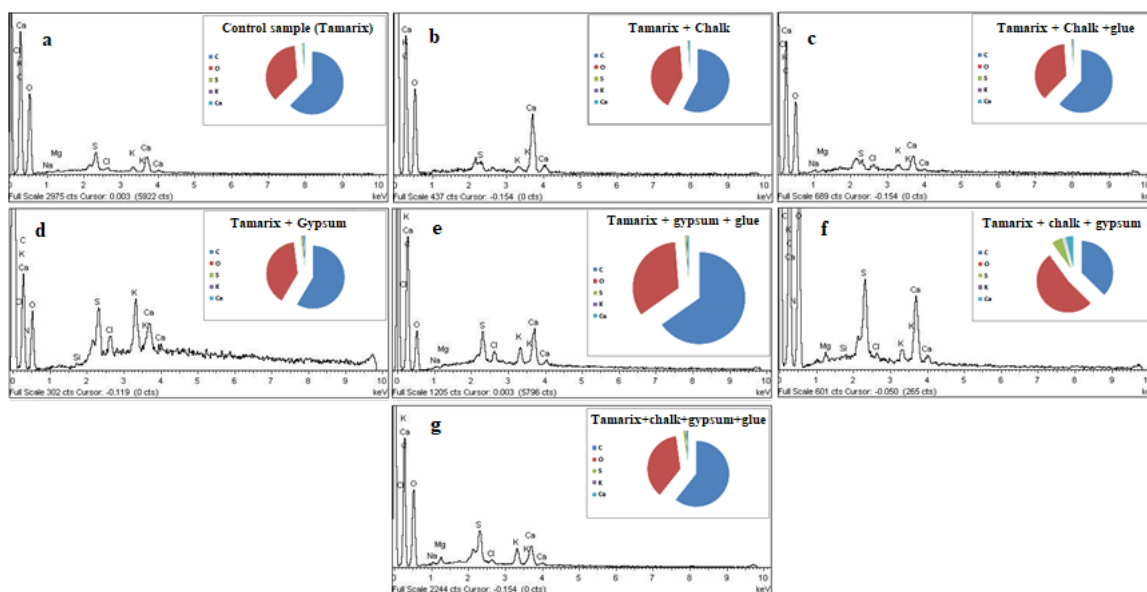 a
Control sample (Tamarix)
C
O
S
K
Ca
Ca
Cl
K
C
O
Na
Mg
S
Cl
K
K
Ca
Ca
0 1 2 3 4 5 6 7 8 9 10
Full Scale 2975 cts Cursor: 0.003 (5922 cts) keV
b
Tamarix + Chalk
C
O
S
K
Ca
Ca
K
C
O
S
K
K
Ca
Ca
0 1 2 3 4 5 6 7 8 9 10
Full Scale 437 cts Cursor: -0.154 (0 cts) keV
c
Tamarix + Chalk +glue
C
O
S
K
Ca
Ca
Cl
K
C
O
Na
Mg
S
Cl
K
K
Ca
Ca
0 1 2 3 4 5 6 7 8 9 10
Full Scale 689 cts Cursor: -0.154 (0 cts) keV
d
Tamarix + Gypsum
C
O
S
K
Ca
C
K
Ca
Cl
N
O
Si
S
Cl
K
K
Ca
Ca
0 1 2 3 4 5 6 7 8 9 10
Full Scale 302 cts Cursor: -0.119 (0 cts) keV
e
Tamarix + gypsum + glue
C
O
S
K
Ca
K
Ca
C
Cl
O
Na
Mg
S
Cl
K
K
Ca
Ca
0 1 2 3 4 5 6 7 8 9 10
Full Scale 1205 cts Cursor: 0.003 (5796 cts) keV
f
Tamarix + chalk + gypsum
C
O
S
K
Ca
C
K
Ca
Cl
N
O
Mg
Si
S
Cl
K
K
Ca
Ca
0 1 2 3 4 5 6 7 8 9
Full Scale 601 cts Cursor: -0.050 (265 cts) keV
g
Tamarix+chalk+gypsum+glue
C
O
S
K
Ca
K
Ca
C
Cl
O
Na
Mg
S
Cl
K
K
Ca
Ca
0 1 2 3 4 5 6 7 8 9 10
Full Scale 2244 cts Cursor: -0.154 (0 cts) keV